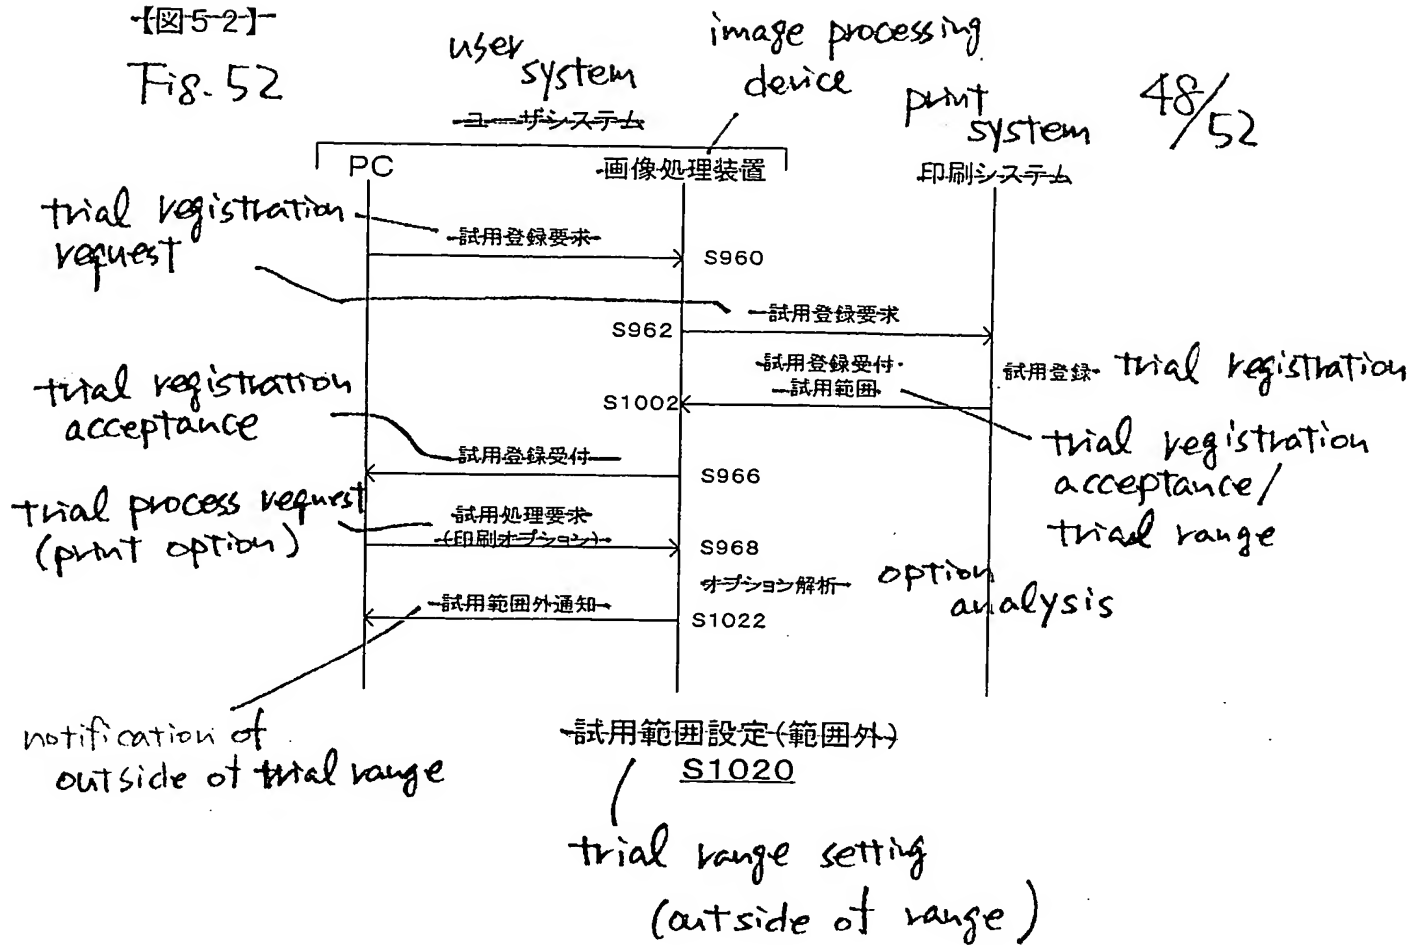 【図52】
Fig. 52
user system
ユーザシステム
image processing device
print system
48/52
PC
画像処理装置
印刷システム
trial registration request
試用登録要求
S960
試用登録要求
S962
試用登録受付・
試用範囲
試用登録
trial registration
S1002
trial registration
acceptance
trial registration
acceptance/
trial range
試用登録受付
S966
trial process request
(print option)
試用処理要求
(印刷オプション)
S968
オプション解析
option
analysis
試用範囲外通知
S1022
notification of
outside of trial range
試用範囲設定(範囲外)
S1020
trial range setting
(outside of range)